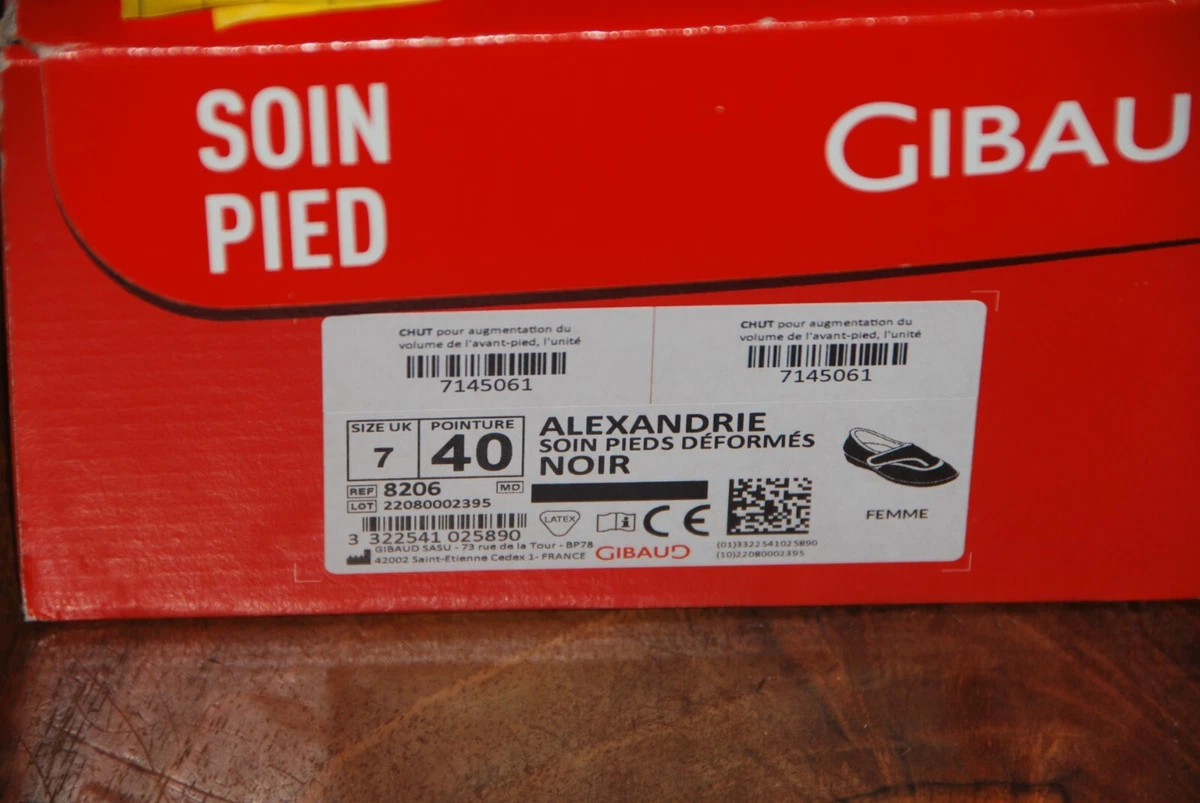 SOIN
PIED
GIBAU
CHUT pour augmentation du
volume de l'avant-pied, l'unité
7145061
CHUT pour augmentation du
volume de l'avant-pied, l'unité
7145061
SIZE UK
7
POINTURE
40
ALEXANDRIE
SOIN PIEDS DÉFORMÉS
NOIR
REF 8206 MD
LOT 22080002395
3 322541 025890
GIBAUD SASU - 73 rue de la Tour - BP78
42002 Saint-Etienne Cedex 1- FRANCE
LATEX
i
CE
GIBAUD
(01)3322541025890
(10)22080002395
FEMME